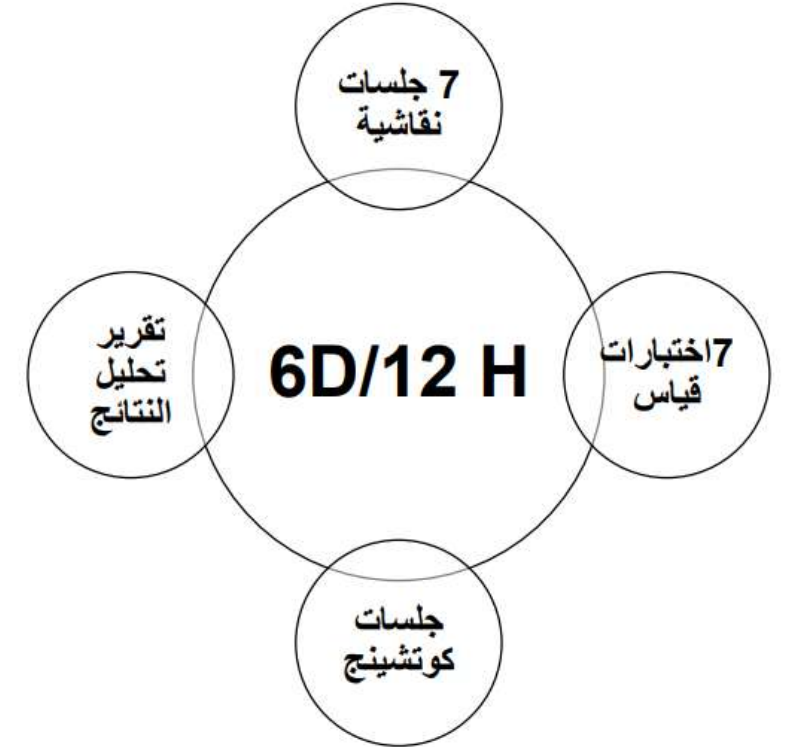 7 جلسات
نقاشية
7اختبارات
قياس
6D/12 H
تقرير
تحليل
النتائج
جلسات
كوتشينج